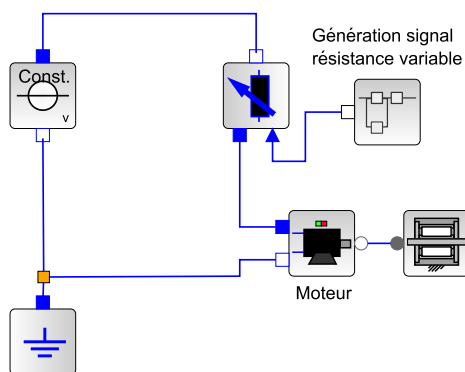 Génération signal
résistance variable
Const.
v
Moteur